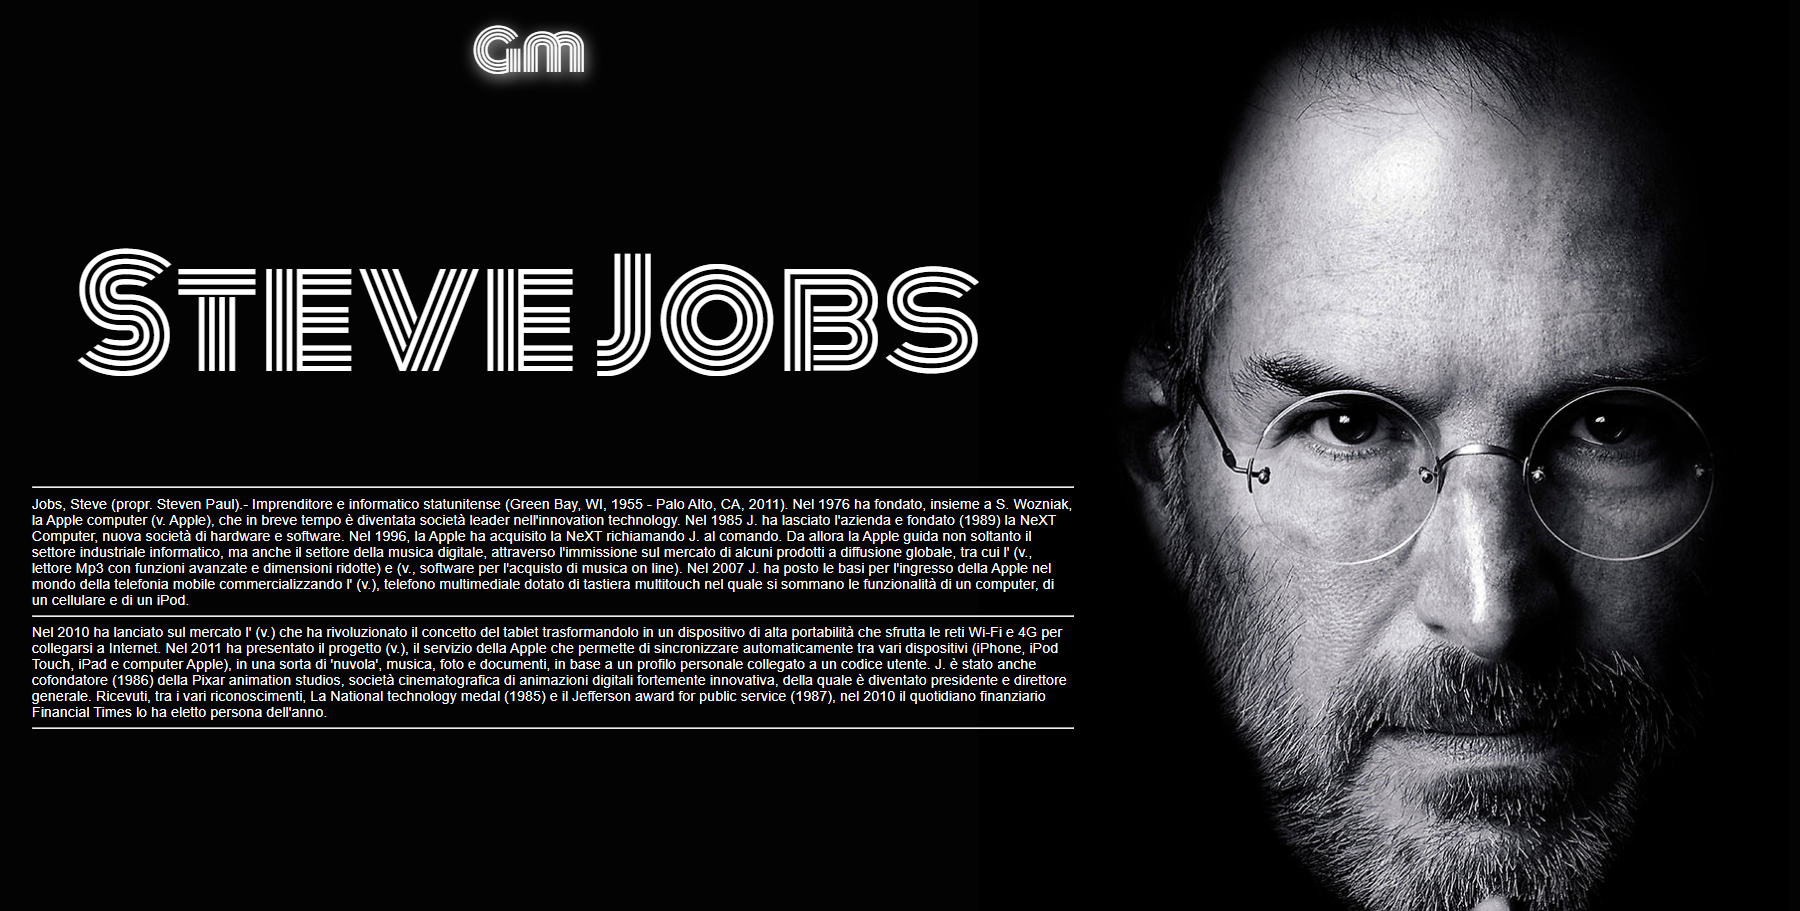 Gm
Steve Jobs
Jobs, Steve (propr. Steven Paul).- Imprenditore e informatico statunitense (Green Bay, WI, 1955 - Palo Alto, CA, 2011). Nel 1976 ha fondato, insieme a S. Wozniak,
la Apple computer (v. Apple), che in breve tempo è diventata società leader nell'innovation technology. Nel 1985 J. ha lasciato l'azienda e fondato (1989) la NeXT
Computer, nuova società di hardware e software. Nel 1996, la Apple ha acquisito la NeXT richiamando J. al comando. Da allora la Apple guida non soltanto il
settore industriale informatico, ma anche il settore della musica digitale, attraverso l'immissione sul mercato di alcuni prodotti a diffusione globale, tra cui l' (v.,
lettore Mp3 con funzioni avanzate e dimensioni ridotte) e (v., software per l'acquisto di musica on line). Nel 2007 J. ha posto le basi per l'ingresso della Apple nel
mondo della telefonia mobile commercializzando l' (v.), telefono multimediale dotato di tastiera multitouch nel quale si sommano le funzionalità di un computer, di
un cellulare e di un iPod.
Nel 2010 ha lanciato sul mercato l' (v.) che ha rivoluzionato il concetto del tablet trasformandolo in un dispositivo di alta portabilità che sfrutta le reti Wi-Fi e 4G per
collegarsi a Internet. Nel 2011 ha presentato il progetto (v.), il servizio della Apple che permette di sincronizzare automaticamente tra vari dispositivi (iPhone, iPod
Touch, iPad e computer Apple), in una sorta di 'nuvola', musica, foto e documenti, in base a un profilo personale collegato a un codice utente. J. è stato anche
cofondatore (1986) della Pixar animation studios, società cinematografica di animazioni digitali fortemente innovativa, della quale è diventato presidente e direttore
generale. Ricevuti, tra i vari riconoscimenti, La National technology medal (1985) e il Jefferson award for public service (1987), nel 2010 il quotidiano finanziario
Financial Times lo ha eletto persona dell'anno.